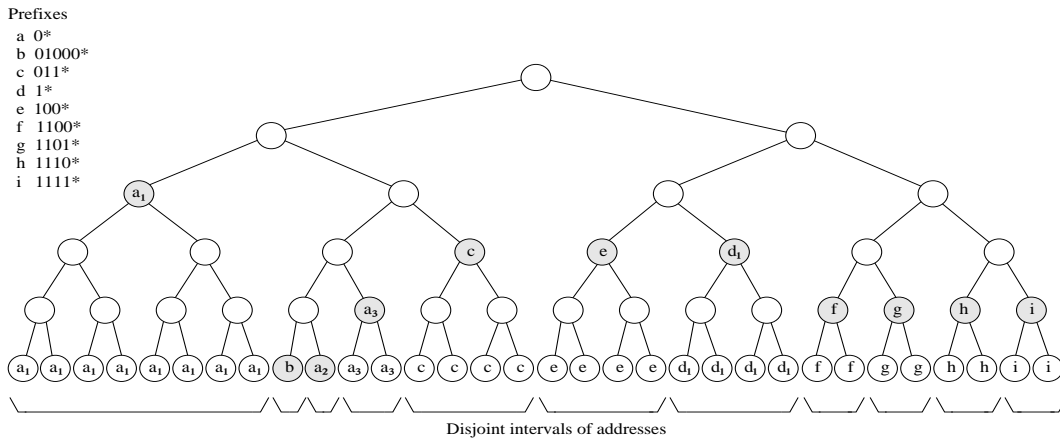 Prefixes
a 0*
b 01000*
c 011*
d 1*
e 100*
f 1100*
g 1101*
h 1110*
i 1111*
a₁
c e d₁
a₃ f g h i
a₁ a₁ a₁ a₁ a₁ a₁ a₁ a₁ b a₂ a₃ a₃ c c c c e e e e d₁ d₁ d₁ d₁ f f g g h h i i
Disjoint intervals of addresses